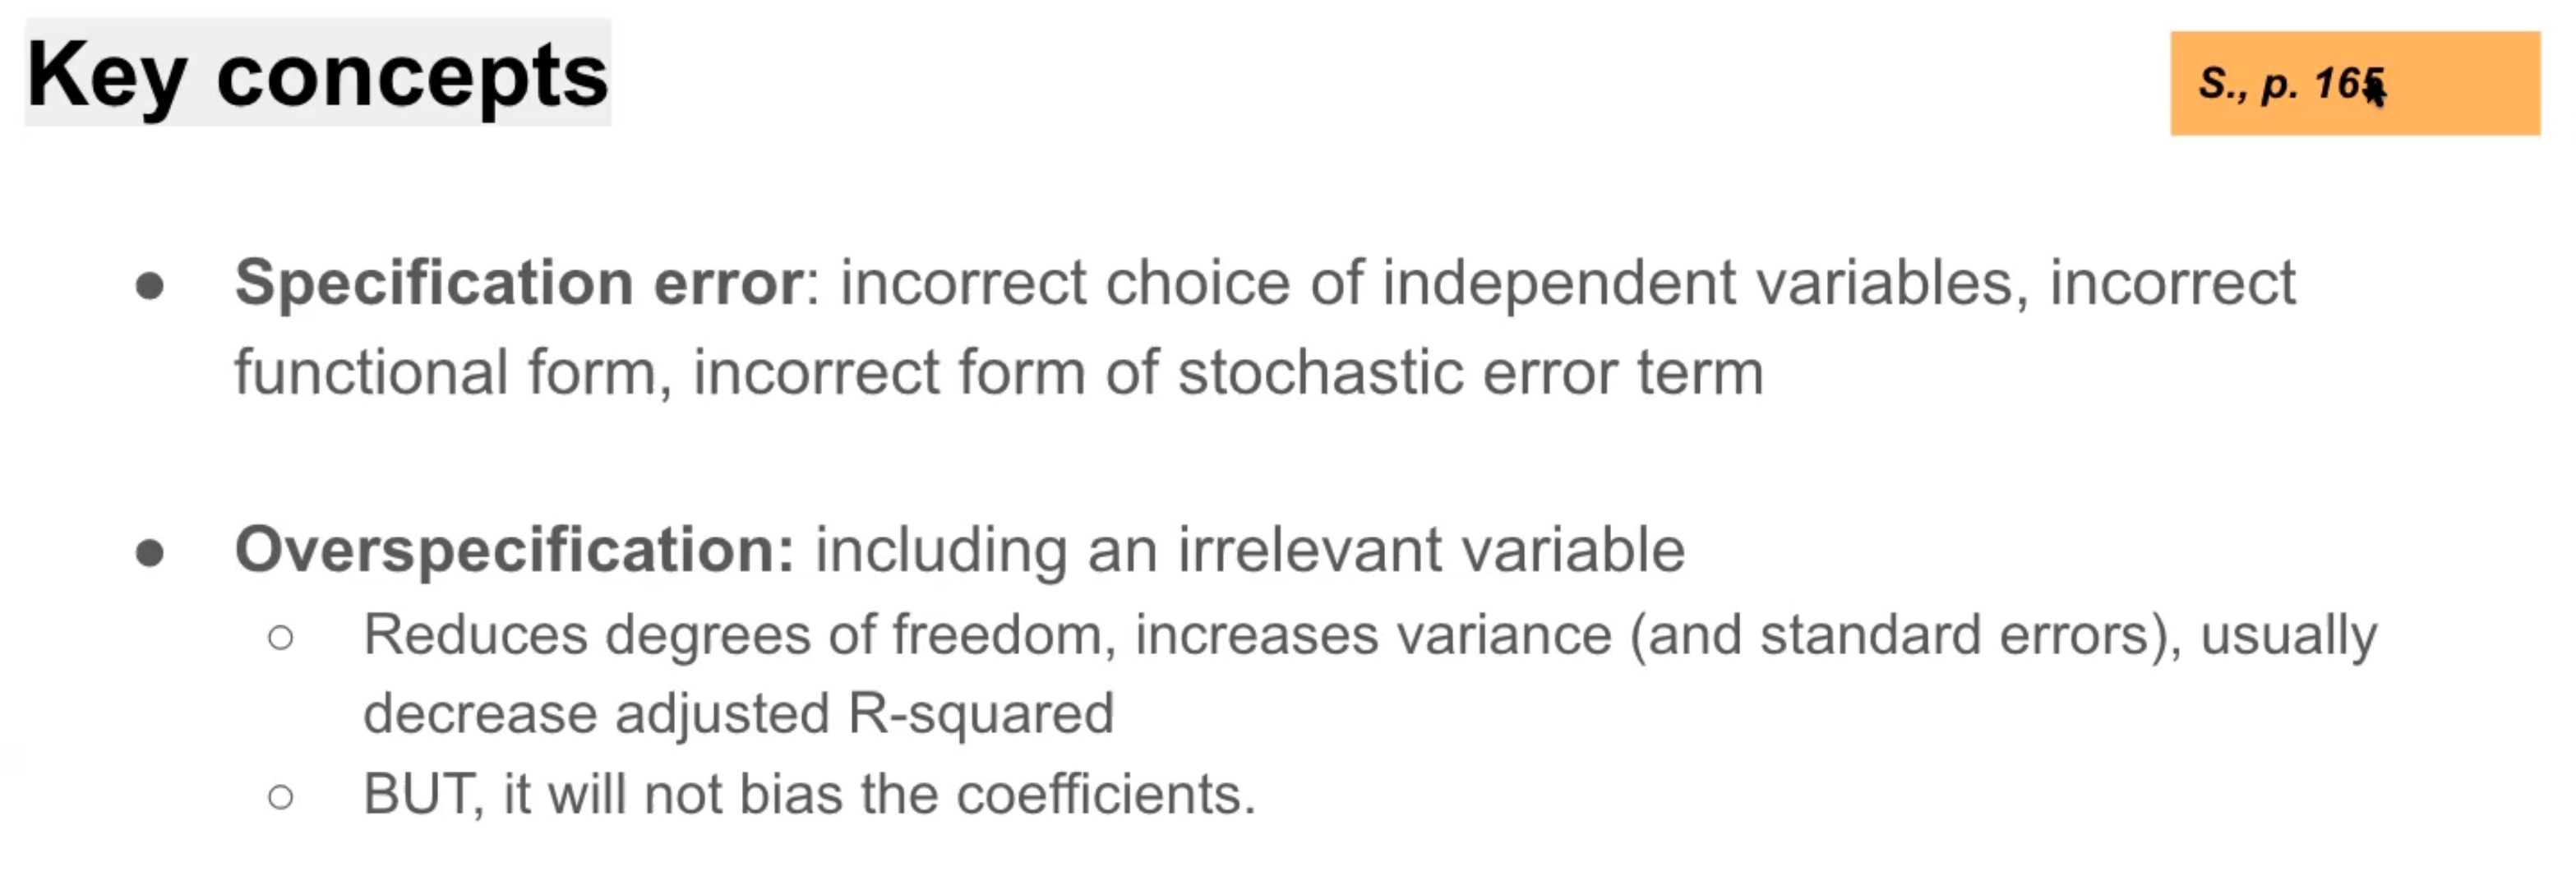 Key concepts
S., p. 165
● Specification error: incorrect choice of independent variables, incorrect
functional form, incorrect form of stochastic error term
● Overspecification: including an irrelevant variable
○ Reduces degrees of freedom, increases variance (and standard errors), usually
decrease adjusted R-squared
○ BUT, it will not bias the coefficients.